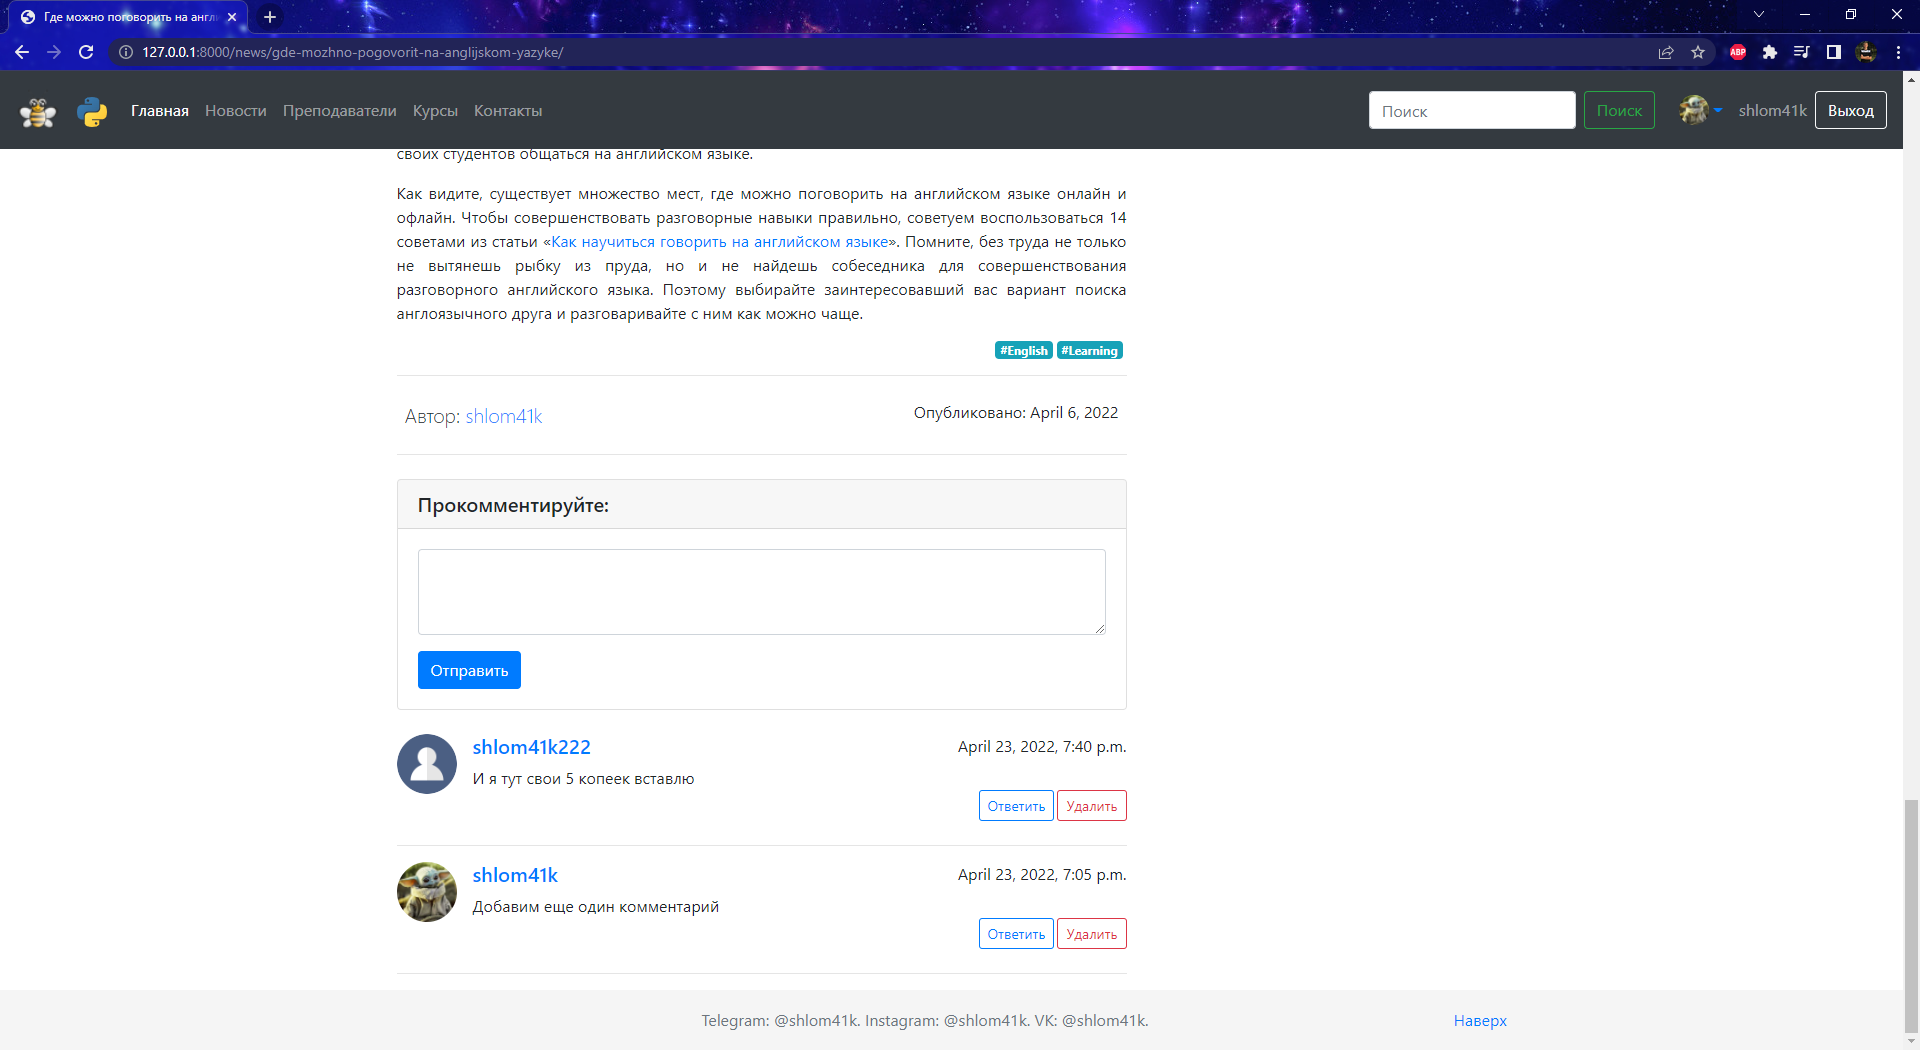 Где можно поговорить на англи
127.0.0.1:8000/news/gde-mozhno-pogovorit-na-anglijskom-yazyke/
ABP
Главная Новости Преподаватели Курсы Контакты Поиск Поиск shlom41k Выход
своих студентов общаться на английском языке.
Как видите, существует множество мест, где можно поговорить на английском языке онлайн и
офлайн. Чтобы совершенствовать разговорные навыки правильно, советуем воспользоваться 14
советами из статьи «Как научиться говорить на английском языке». Помните, без труда не только
не вытянешь рыбку из пруда, но и не найдешь собеседника для совершенствования
разговорного английского языка. Поэтому выбирайте заинтересовавший вас вариант поиска
англоязычного друга и разговаривайте с ним как можно чаще.
#English #Learning
Автор: shlom41k Опубликовано: April 6, 2022
Прокомментируйте:
Отправить
shlom41k222 April 23, 2022, 7:40 p.m.
И я тут свои 5 копеек вставлю
Ответить Удалить
shlom41k April 23, 2022, 7:05 p.m.
Добавим еще один комментарий
Ответить Удалить
Telegram: @shlom41k. Instagram: @shlom41k. VK: @shlom41k. Наверх